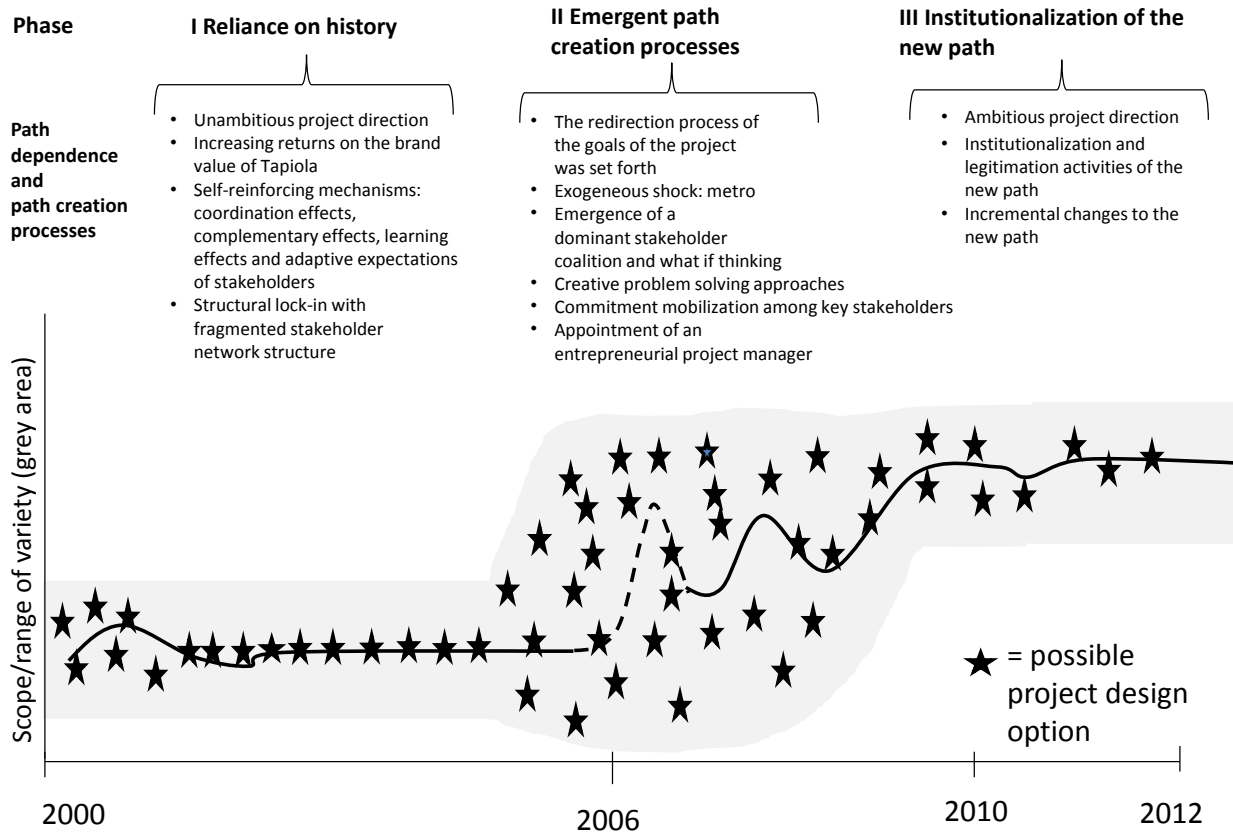 Phase
I Reliance on history
II Emergent path
creation processes
III Institutionalization of the
new path
Path
dependence
and
path creation
processes
• Unambitious project direction
• Increasing returns on the brand
value of Tapiola
• Self-reinforcing mechanisms:
coordination effects,
complementary effects, learning
effects and adaptive expectations
of stakeholders
• Structural lock-in with
fragmented stakeholder
network structure
• The redirection process of
the goals of the project
was set forth
• Exogeneous shock: metro
• Emergence of a
dominant stakeholder
coalition and what if thinking
• Creative problem solving approaches
• Commitment mobilization among key stakeholders
• Appointment of an
entrepreneurial project manager
• Ambitious project direction
• Institutionalization and
legitimation activities of the
new path
• Incremental changes to the
new path
Scope/range of variety (grey area)
= possible
project design
option
2000
2006
2010
2012